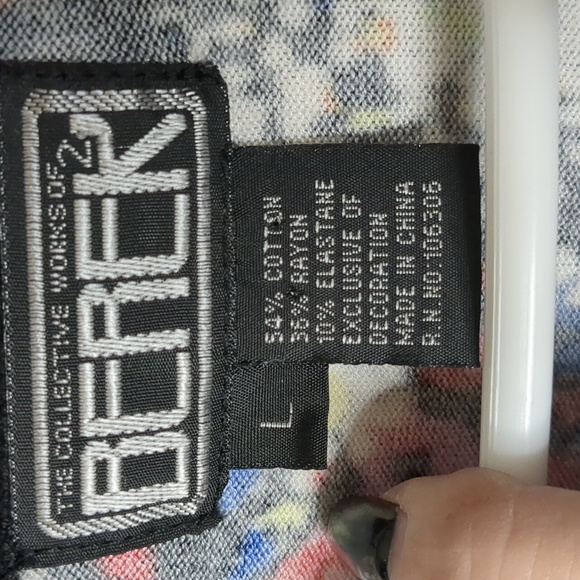 THE COLLECTIVE WORKS OF
BEREK 2
54% COTTON
36% RAYON
10% ELASTANE
EXCLUSIVE OF
DECORATION
MADE IN CHINA
R.N. NO: 106306
L